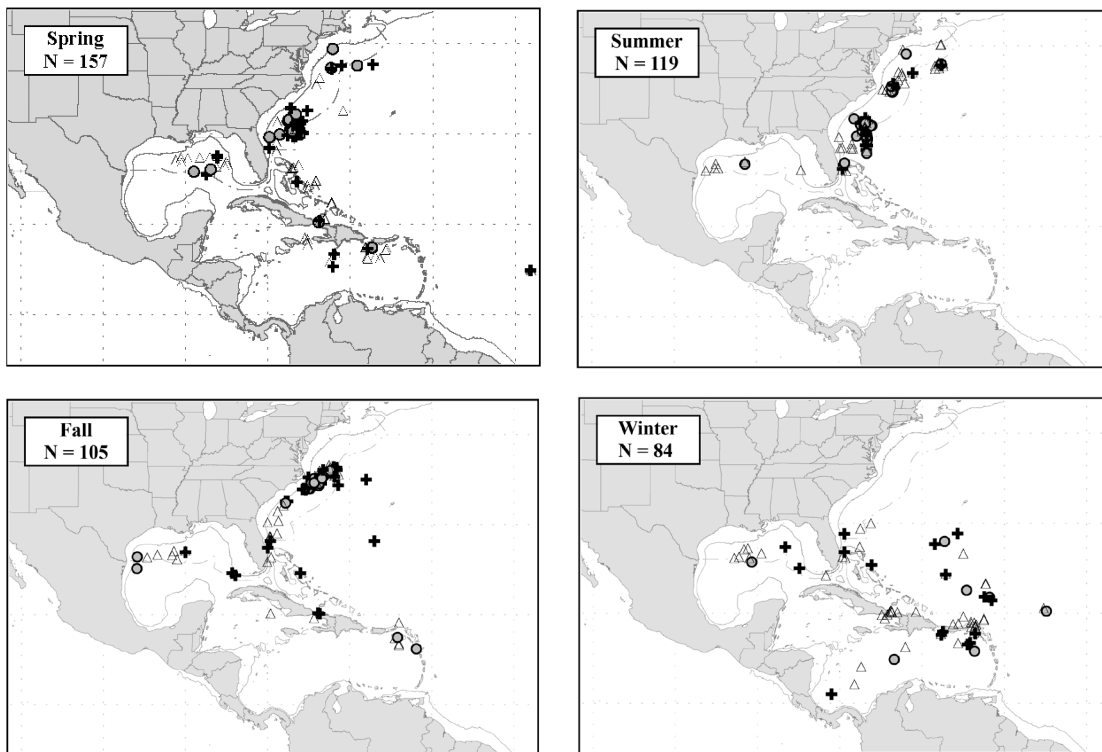 Spring
N = 157
Summer
N = 119
Fall
N = 105
Winter
N = 84